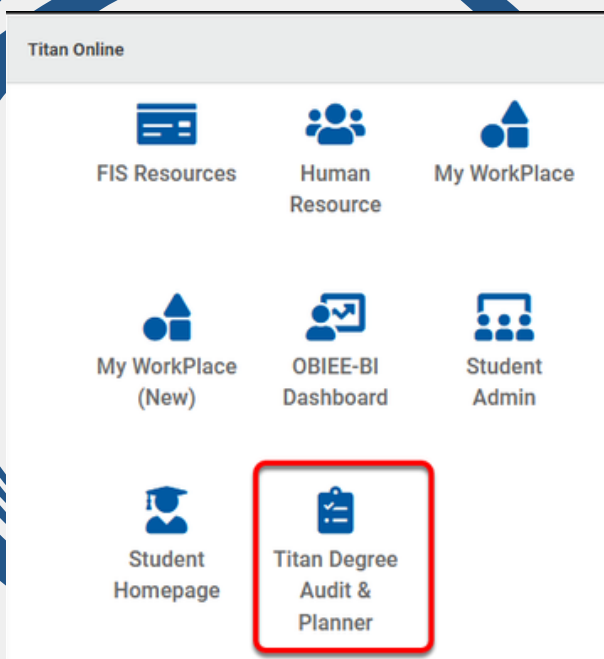 Titan Online
FIS Resources
Human
Resource
My WorkPlace
My WorkPlace
(New)
OBIEE-BI
Dashboard
Student
Admin
Student
Homepage
Titan Degree
Audit &
Planner